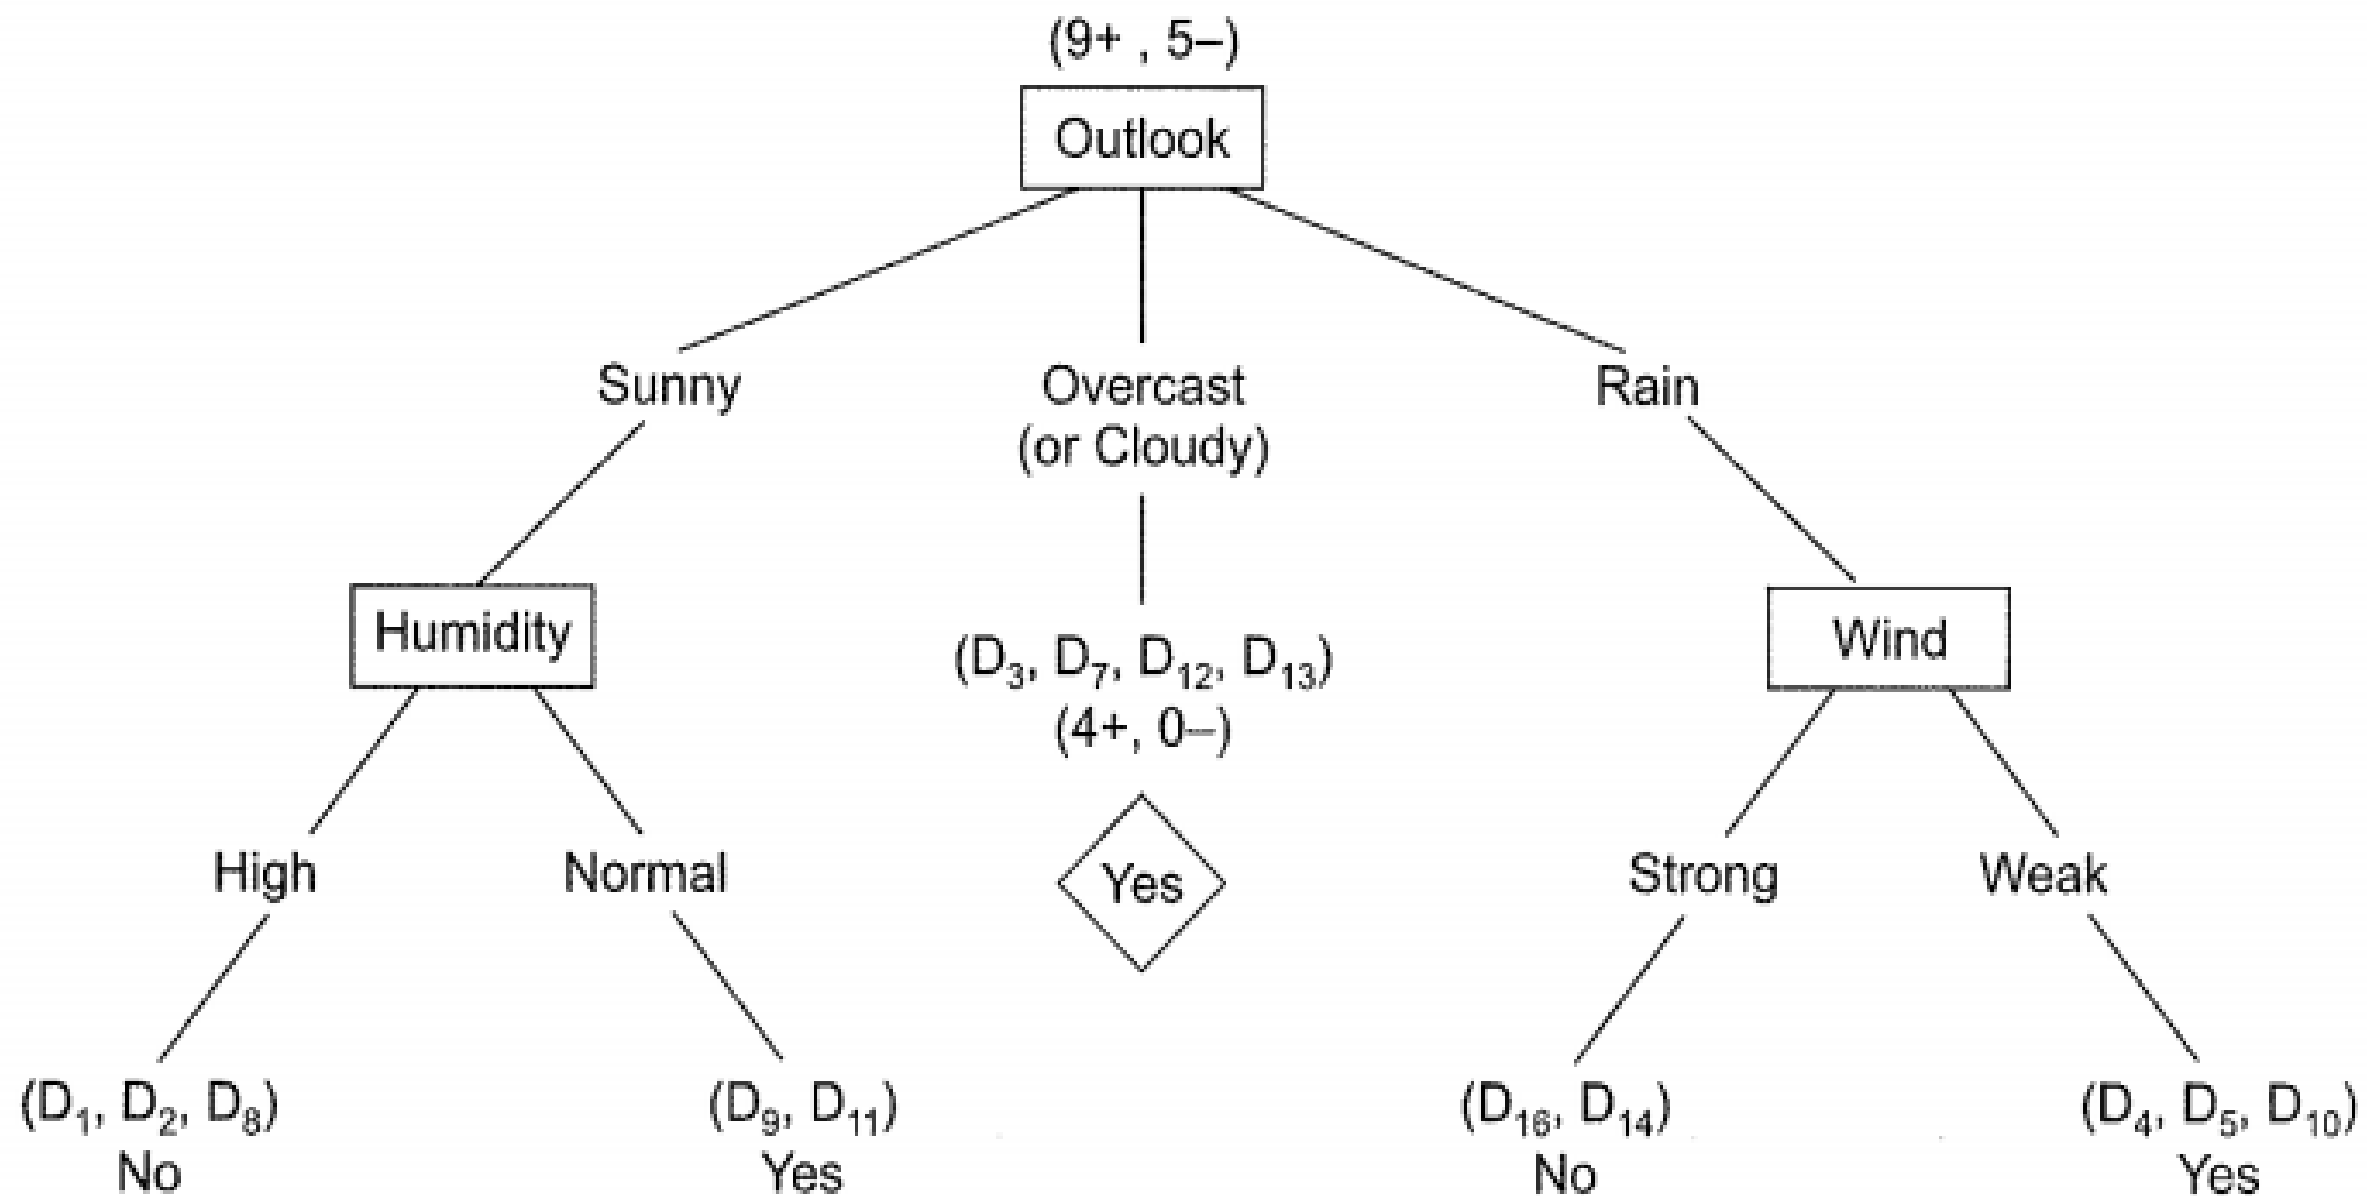 (9+ , 5–)
Outlook
Sunny
Overcast
(or Cloudy)
Rain
Humidity
(D₃, D₇, D₁₂, D₁₃)
(4+, 0–)
Wind
High
Normal
Yes
Strong
Weak
(D₁, D₂, D₈)
No
(D₉, D₁₁)
Yes
(D₁₆, D₁₄)
No
(D₄, D₅, D₁₀)
Yes